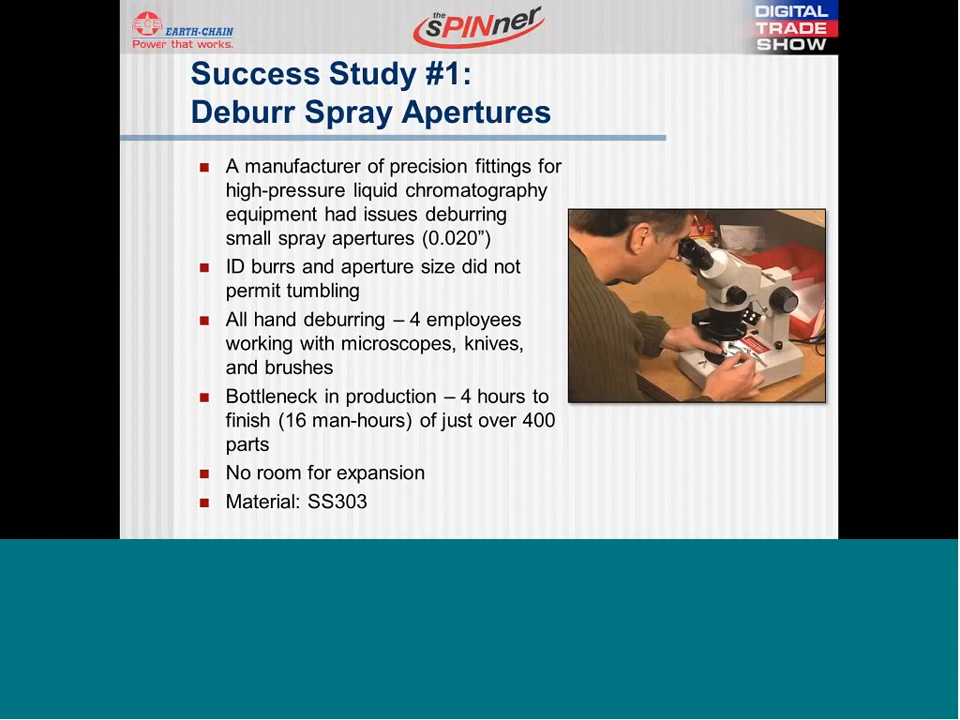 ECE EARTH-CHAIN
Power that works.
the sPINner
DIGITAL
TRADE
SHOW
Success Study #1:
Deburr Spray Apertures
A manufacturer of precision fittings for
high-pressure liquid chromatography
equipment had issues deburring
small spray apertures (0.020”)
ID burrs and aperture size did not
permit tumbling
All hand deburring – 4 employees
working with microscopes, knives,
and brushes
Bottleneck in production – 4 hours to
finish (16 man-hours) of just over 400
parts
No room for expansion
Material: SS303